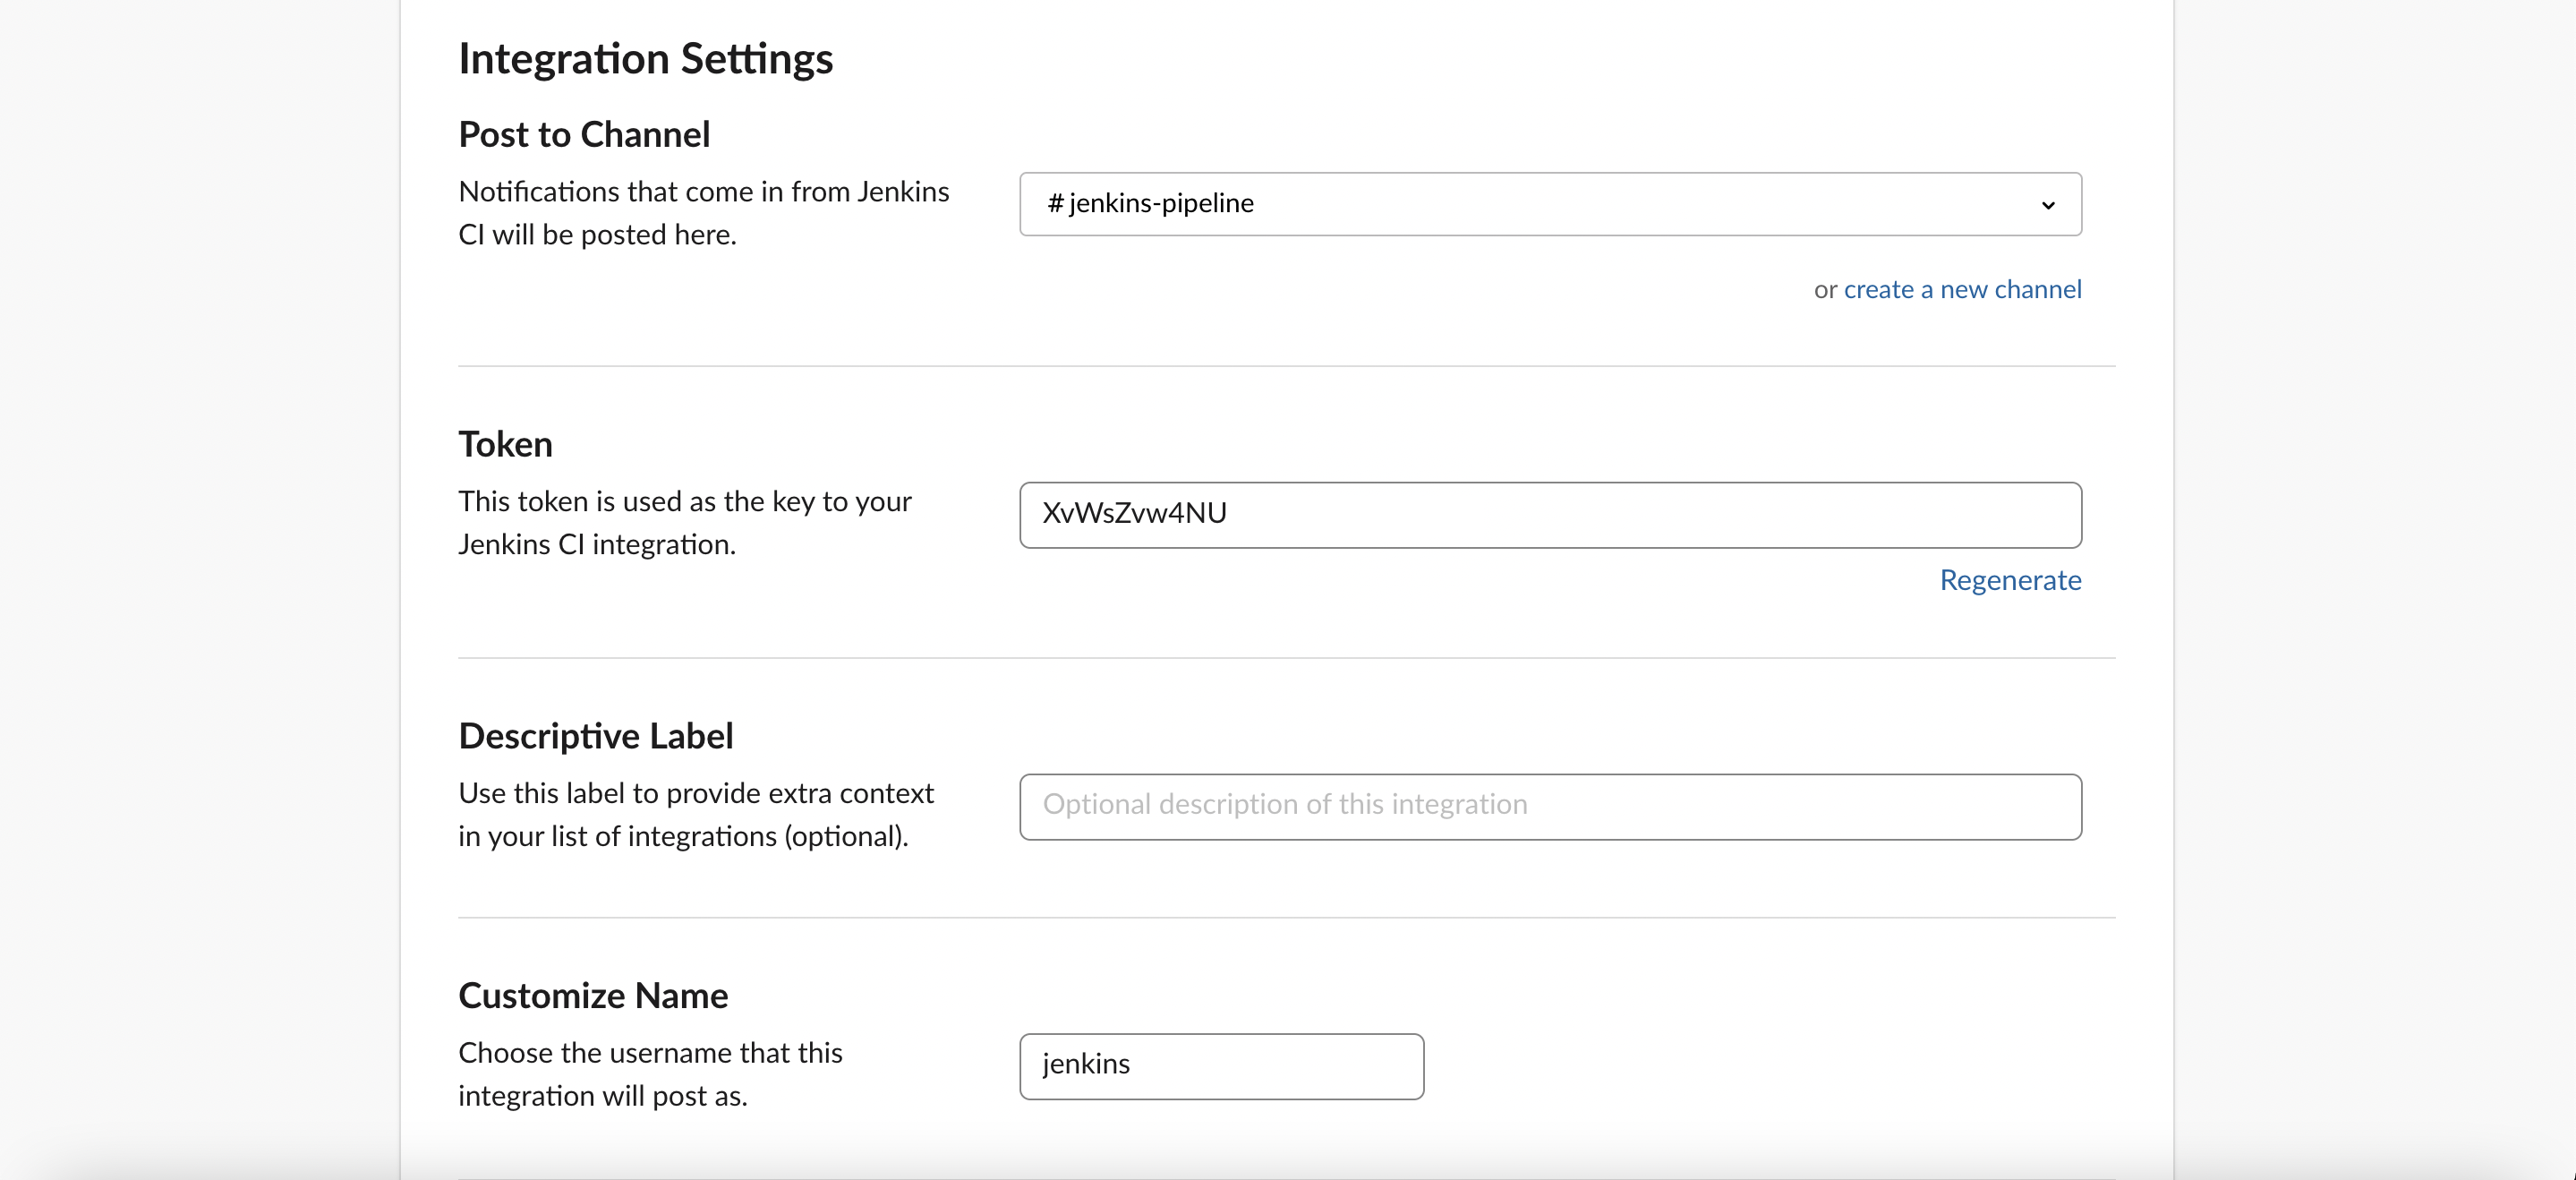 Integration Settings
Post to Channel
Notifications that come in from Jenkins
CI will be posted here.
# jenkins-pipeline
or create a new channel
Token
This token is used as the key to your
Jenkins CI integration.
XvWsZvw4NU
Regenerate
Descriptive Label
Use this label to provide extra context
in your list of integrations (optional).
Optional description of this integration
Customize Name
Choose the username that this
integration will post as.
jenkins